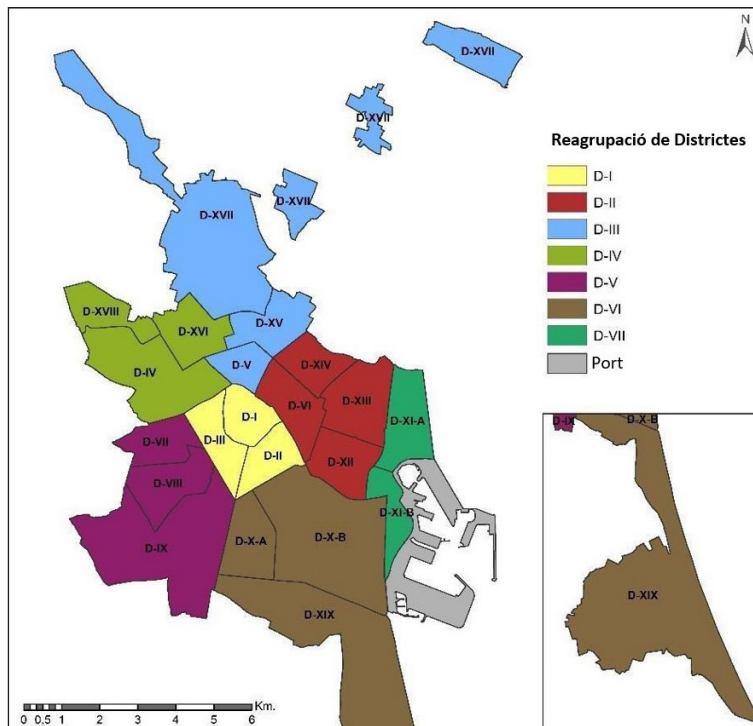 D-XVII
N
D-XVII
Reagrupació de Districtes
D-I
D-II
D-III
D-IV
D-V
D-VI
D-VII
Port
D-XVII
D-XVII
D-XVIII
D-XVI
D-XV
D-IV
D-V
D-XIV
D-VI
D-XIII
D-I
D-XI-A
D-III
D-VII
D-II
D-XII
D-VIII
D-XI-B
D-IX
D-X-A
D-X-B
D-XIX
D-IX
D-X-B
D-XIX
Km.
0 0,5 1 2 3 4 5 6